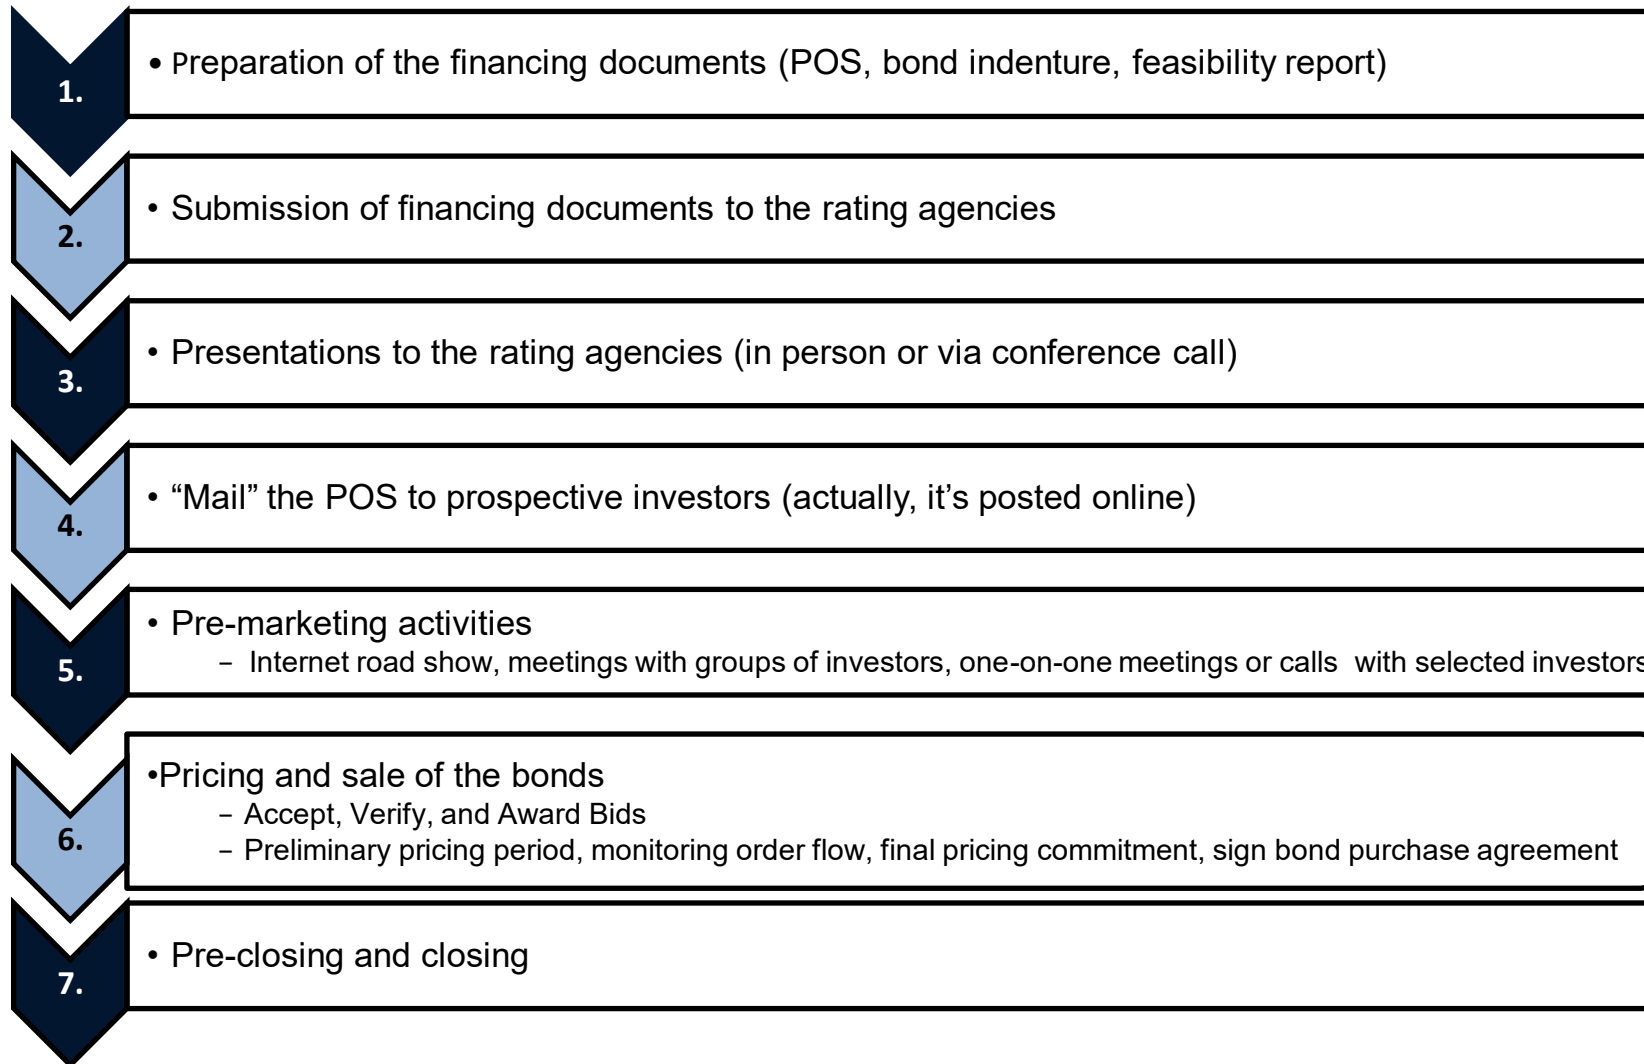 1.
• Preparation of the financing documents (POS, bond indenture, feasibility report)
2.
• Submission of financing documents to the rating agencies
3.
• Presentations to the rating agencies (in person or via conference call)
4.
• “Mail” the POS to prospective investors (actually, it’s posted online)
5.
• Pre-marketing activities
– Internet road show, meetings with groups of investors, one-on-one meetings or calls with selected investors
6.
•Pricing and sale of the bonds
– Accept, Verify, and Award Bids
– Preliminary pricing period, monitoring order flow, final pricing commitment, sign bond purchase agreement
7.
• Pre-closing and closing